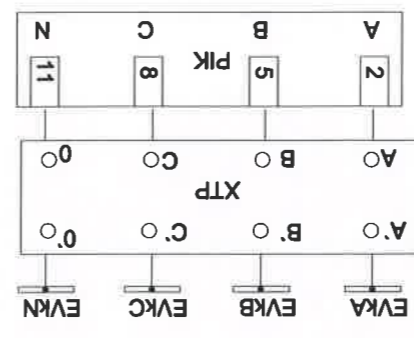 EVkA EVkB EVkC EVkN
A' B' C' 0'
XTP
A B C 0
2 5 PIK 8 11
A B C N